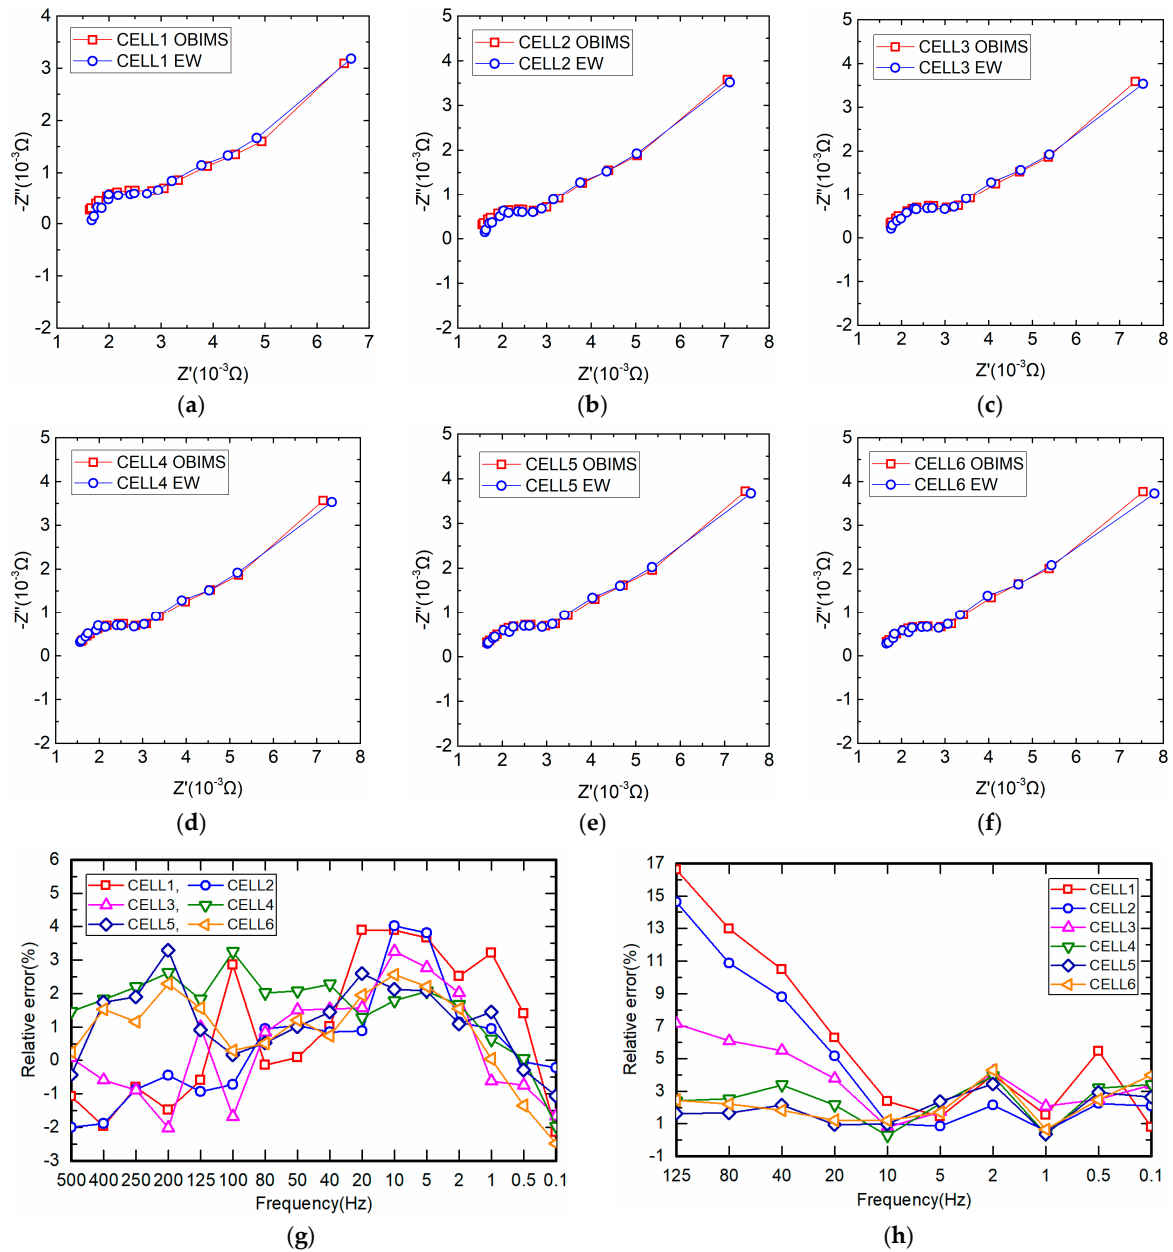 CELL1 OBIMS
CELL1 EW
-Z''(10⁻³Ω)
4
3
2
1
0
-1
-2
1 2 3 4 5 6 7
Z'(10⁻³Ω)
(a)
CELL2 OBIMS
CELL2 EW
-Z''(10⁻³Ω)
5
4
3
2
1
0
-1
-2
1 2 3 4 5 6 7 8
Z'(10⁻³Ω)
(b)
CELL3 OBIMS
CELL3 EW
-Z''(10⁻³Ω)
5
4
3
2
1
0
-1
-2
1 2 3 4 5 6 7 8
Z'(10⁻³Ω)
(c)
CELL4 OBIMS
CELL4 EW
-Z''(10⁻³Ω)
5
4
3
2
1
0
-1
-2
1 2 3 4 5 6 7 8
Z'(10⁻³Ω)
(d)
CELL5 OBIMS
CELL5 EW
-Z''(10⁻³Ω)
5
4
3
2
1
0
-1
-2
1 2 3 4 5 6 7 8
Z'(10⁻³Ω)
(e)
CELL6 OBIMS
CELL6 EW
-Z''(10⁻³Ω)
5
4
3
2
1
0
-1
-2
1 2 3 4 5 6 7 8
Z'(10⁻³Ω)
(f)
CELL1, CELL2
CELL3, CELL4
CELL5, CELL6
Relative error(%)
6
5
4
3
2
1
0
-1
-2
-3
500 400 250 200 125 100 80 50 40 20 10 5 2 1 0.5 0.1
Frequency(Hz)
(g)
CELL1
CELL2
CELL3
CELL4
CELL5
CELL6
Relative error(%)
17
15
13
11
9
7
5
3
1
-1
125 80 40 20 10 5 2 1 0.5 0.1
Frequency(Hz)
(h)